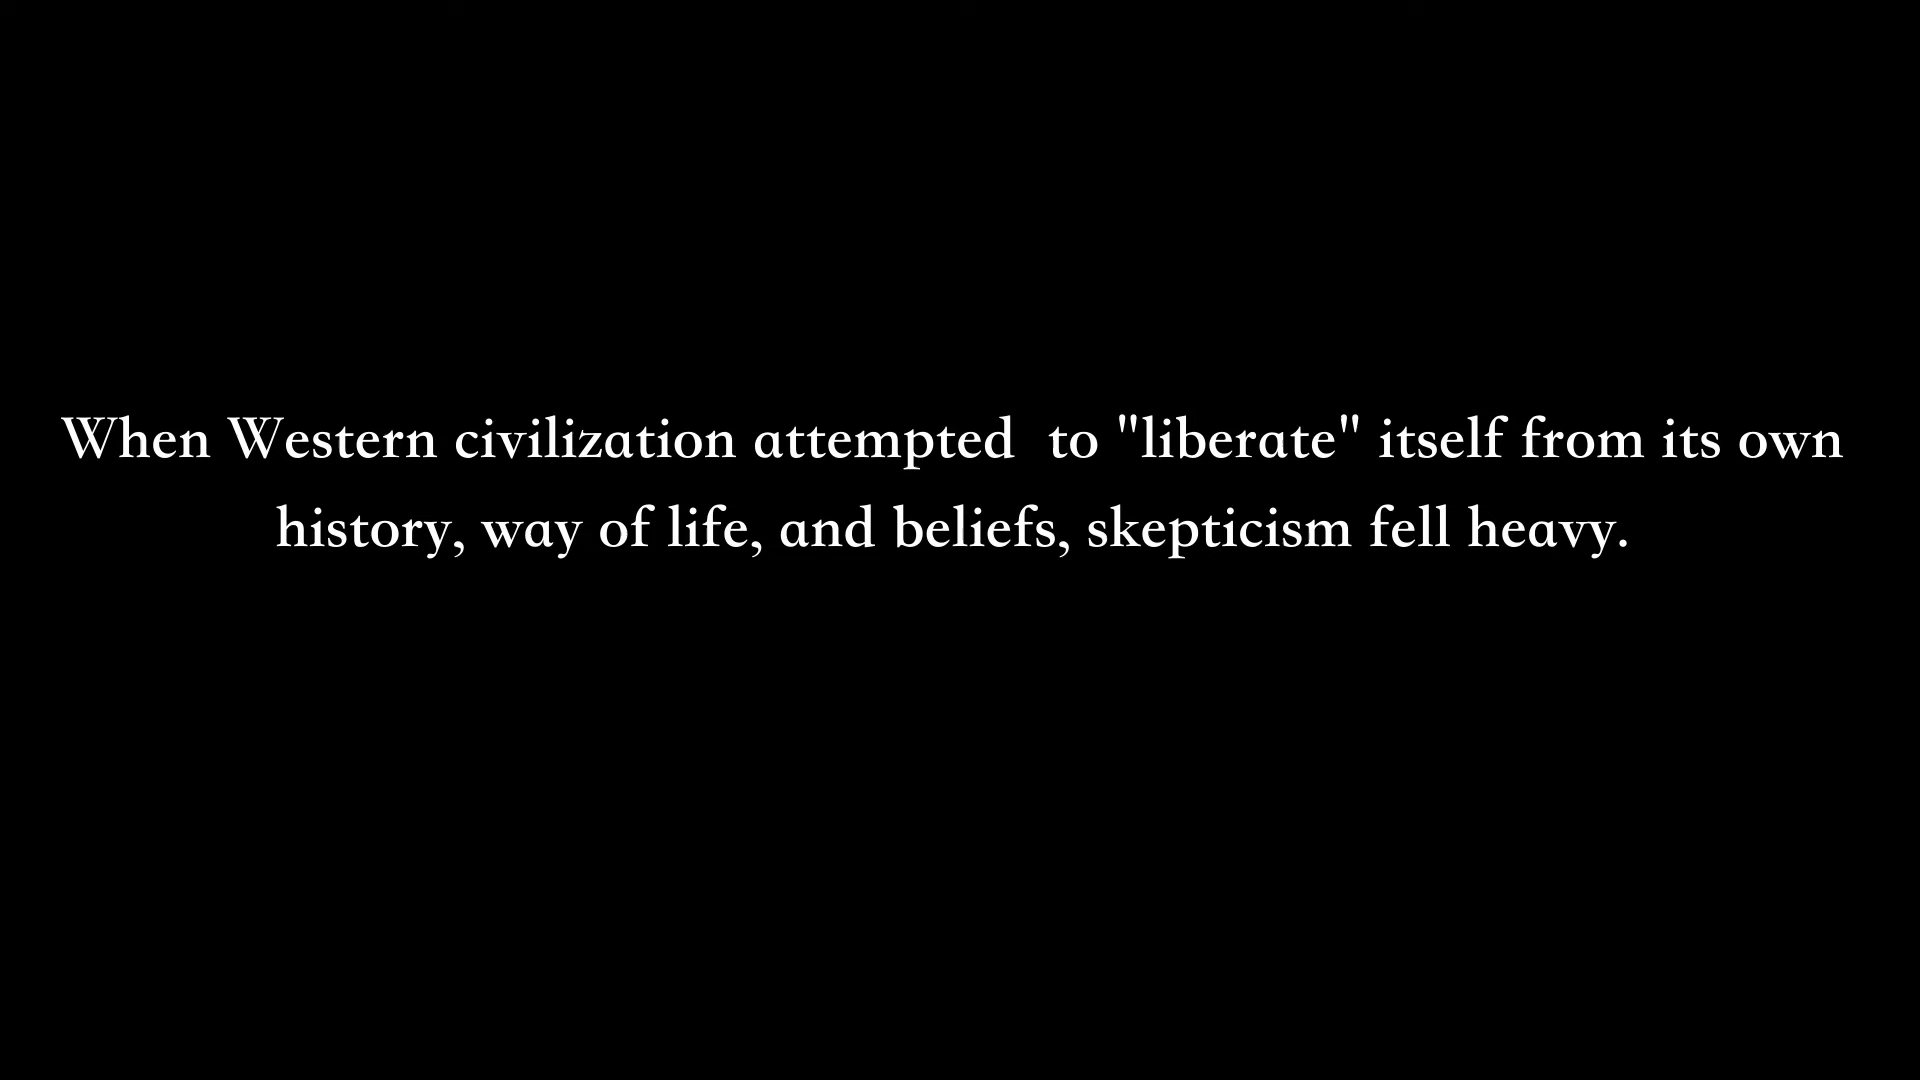 When Western civilization attempted  to "liberate" itself from its own
history, way of life, and beliefs, skepticism fell heavy.